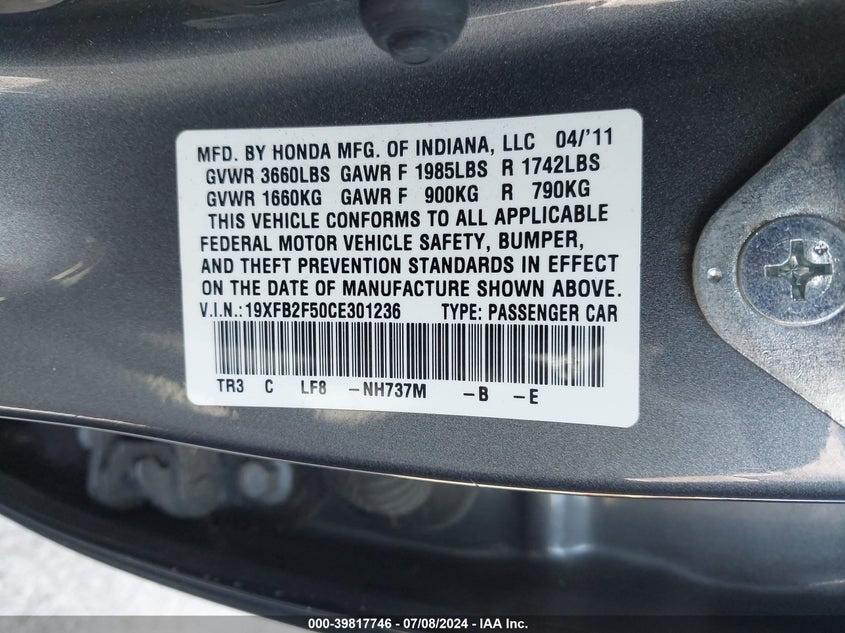 MFD. BY HONDA MFG. OF INDIANA, LLC 04/'11
GVWR 3660LBS GAWR F 1985LBS R 1742LBS
GVWR 1660KG GAWR F 900KG R 790KG
THIS VEHICLE CONFORMS TO ALL APPLICABLE
FEDERAL MOTOR VEHICLE SAFETY, BUMPER,
AND THEFT PREVENTION STANDARDS IN EFFECT
ON THE DATE OF MANUFACTURE SHOWN ABOVE.
V.I.N.:19XFB2F50CE301236 TYPE: PASSENGER CAR
TR3 C LF8 -NH737M -B -E
000-39817746 - 07/08/2024 - IAA Inc.